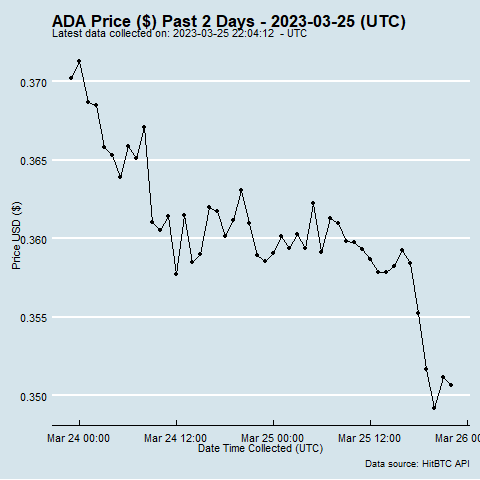 ADA Price ($) Past 2 Days - 2023-03-25 (UTC)
Latest data collected on: 2023-03-25 22:04:12 - UTC
0.370
0.365
0.360
0.355
0.350
Price USD ($)
Mar 24 00:00 Mar 24 12:00 Mar 25 00:00 Mar 25 12:00 Mar 26 00
Date Time Collected (UTC)
Data source: HitBTC API